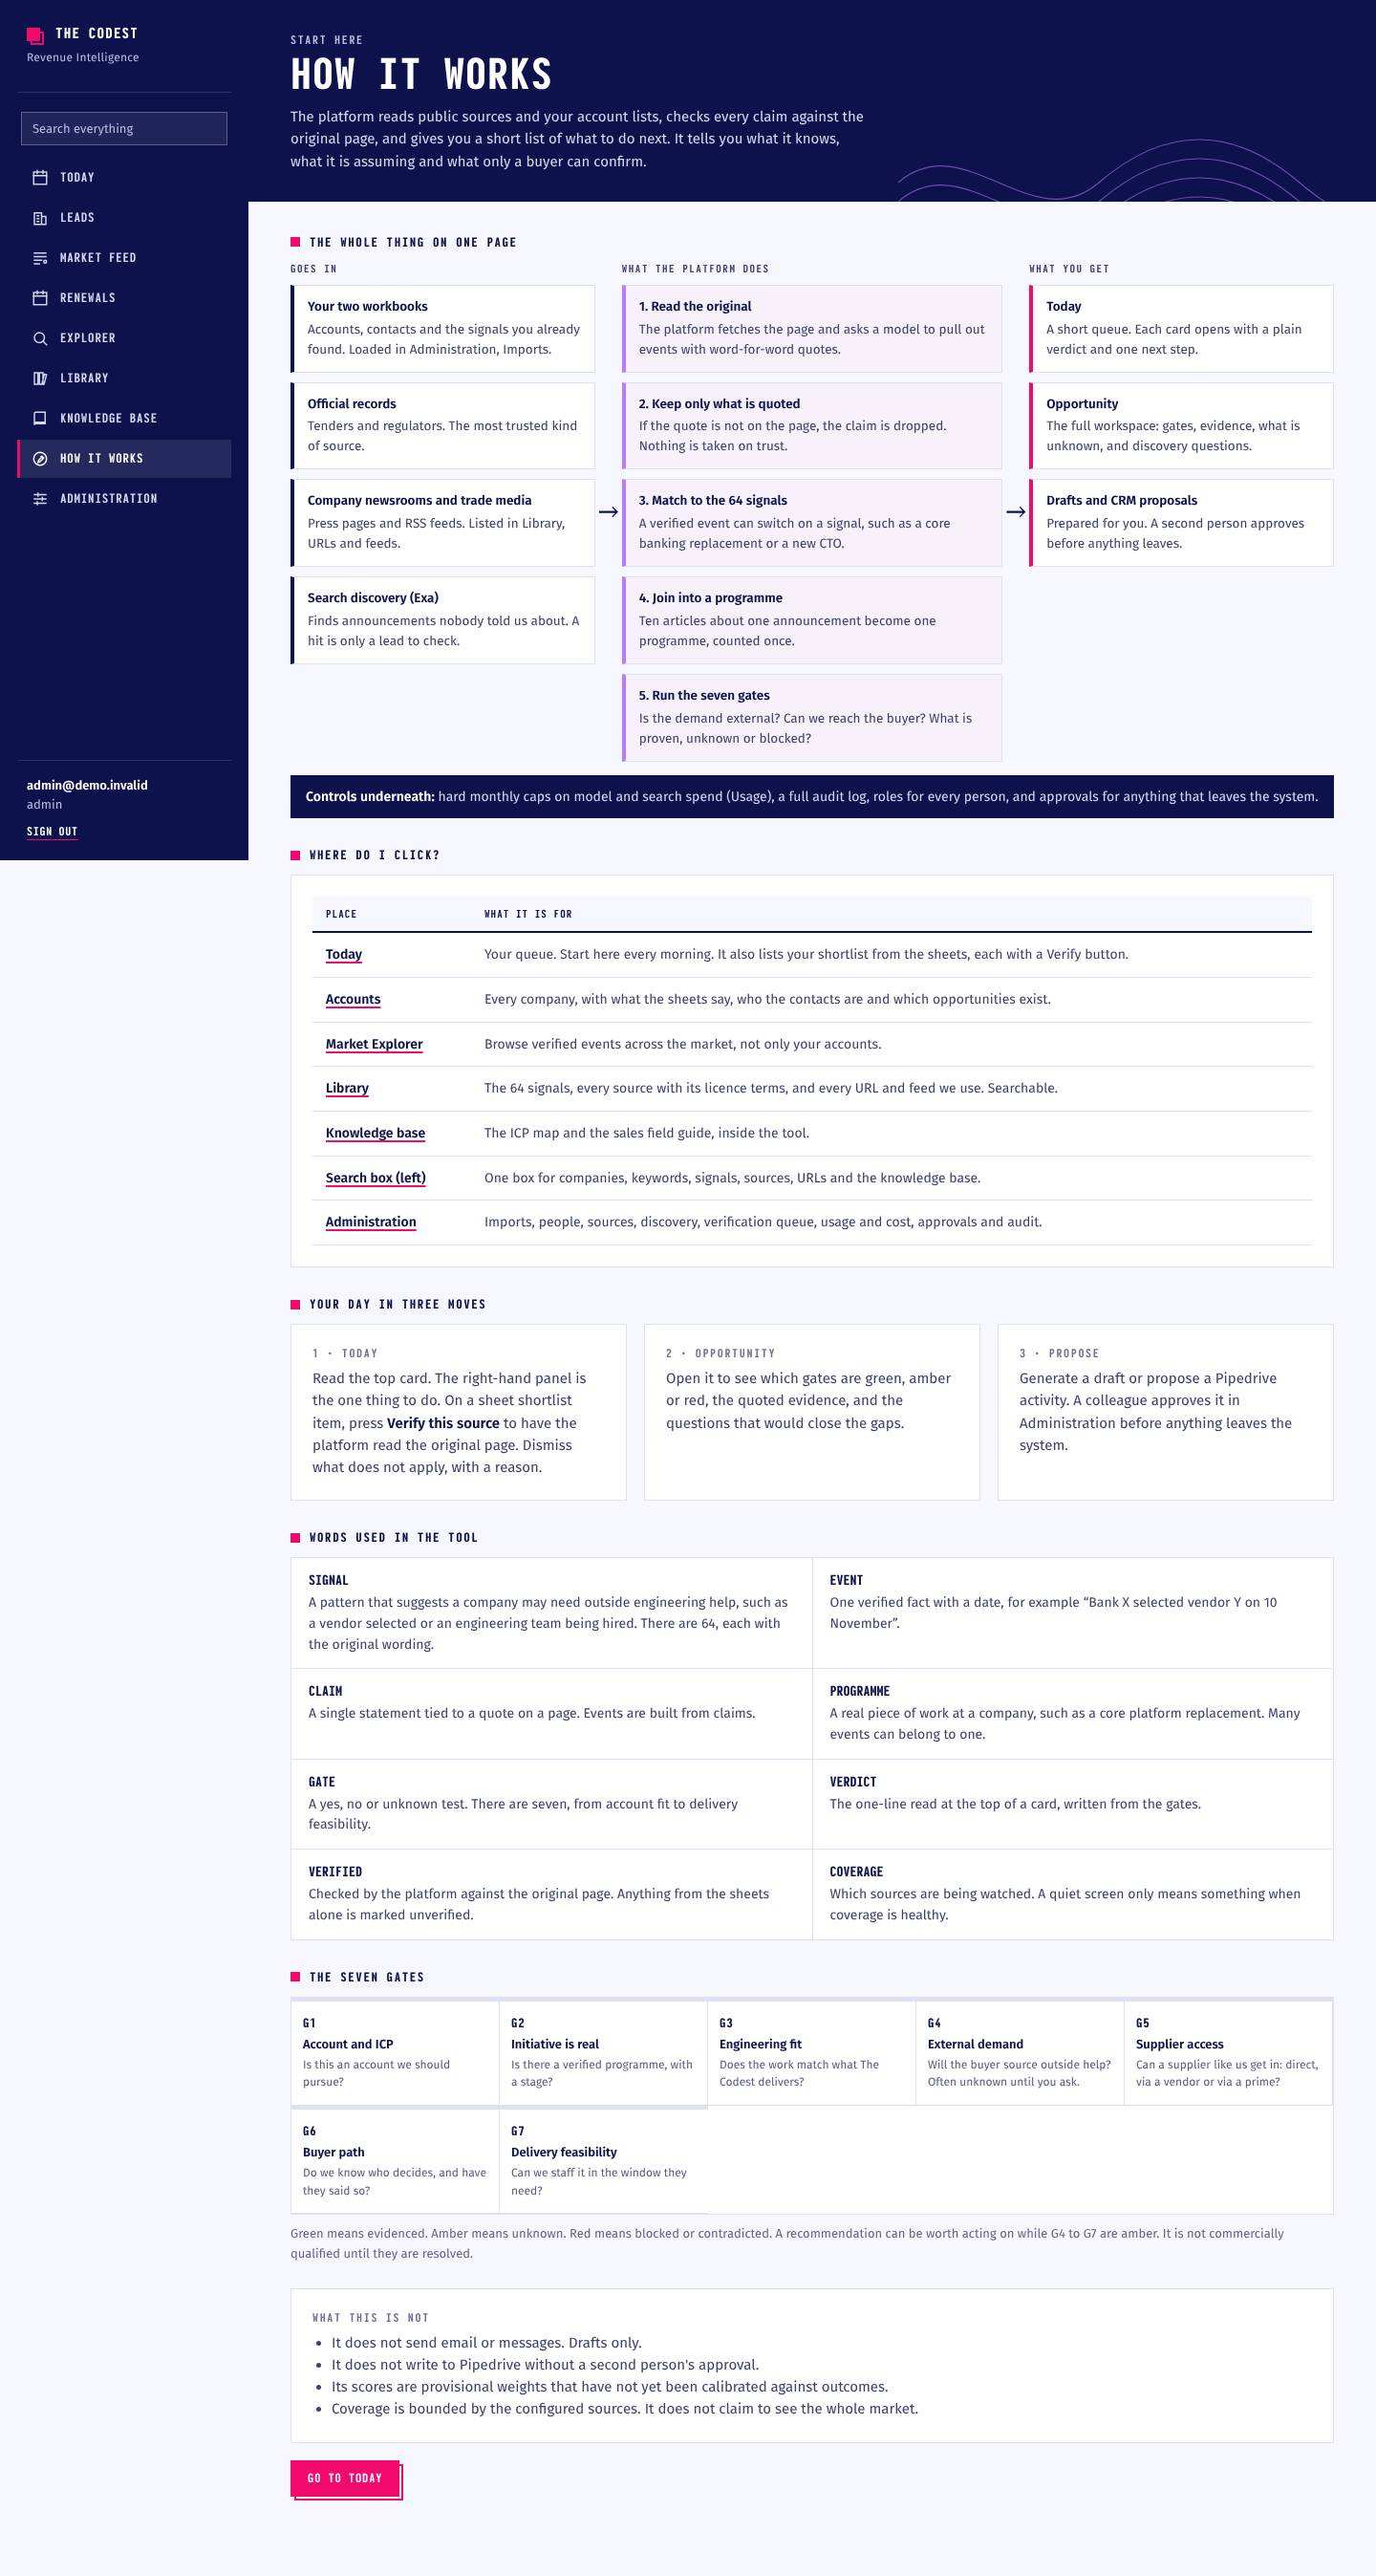 THE CODEST
Revenue Intelligence
Search everything
TODAY
LEADS
MARKET FEED
RENEWALS
EXPLORER
LIBRARY
KNOWLEDGE BASE
HOW IT WORKS
ADMINISTRATION
admin@demo.invalid
admin
SIGN OUT
START HERE
HOW IT WORKS
The platform reads public sources and your account lists, checks every claim against the
original page, and gives you a short list of what to do next. It tells you what it knows,
what it is assuming and what only a buyer can confirm.
THE WHOLE THING ON ONE PAGE
GOES IN
Your two workbooks
Accounts, contacts and the signals you already
found. Loaded in Administration, Imports.
Official records
Tenders and regulators. The most trusted kind
of source.
Company newsrooms and trade media
Press pages and RSS feeds. Listed in Library,
URLs and feeds.
Search discovery (Exa)
Finds announcements nobody told us about. A
hit is only a lead to check.
→
WHAT THE PLATFORM DOES
1. Read the original
The platform fetches the page and asks a model to pull out
events with word-for-word quotes.
2. Keep only what is quoted
If the quote is not on the page, the claim is dropped.
Nothing is taken on trust.
3. Match to the 64 signals
A verified event can switch on a signal, such as a core
banking replacement or a new CTO.
4. Join into a programme
Ten articles about one announcement become one
programme, counted once.
5. Run the seven gates
Is the demand external? Can we reach the buyer? What is
proven, unknown or blocked?
→
WHAT YOU GET
Today
A short queue. Each card opens with a plain
verdict and one next step.
Opportunity
The full workspace: gates, evidence, what is
unknown, and discovery questions.
Drafts and CRM proposals
Prepared for you. A second person approves
before anything leaves.
Controls underneath: hard monthly caps on model and search spend (Usage), a full audit log, roles for every person, and approvals for anything that leaves the system.
WHERE DO I CLICK?
PLACE WHAT IT IS FOR
Today Your queue. Start here every morning. It also lists your shortlist from the sheets, each with a Verify button.
Accounts Every company, with what the sheets say, who the contacts are and which opportunities exist.
Market Explorer Browse verified events across the market, not only your accounts.
Library The 64 signals, every source with its licence terms, and every URL and feed we use. Searchable.
Knowledge base The ICP map and the sales field guide, inside the tool.
Search box (left) One box for companies, keywords, signals, sources, URLs and the knowledge base.
Administration Imports, people, sources, discovery, verification queue, usage and cost, approvals and audit.
YOUR DAY IN THREE MOVES
1 · TODAY
Read the top card. The right-hand panel is
the one thing to do. On a sheet shortlist
item, press Verify this source to have the
platform read the original page. Dismiss
what does not apply, with a reason.
2 · OPPORTUNITY
Open it to see which gates are green, amber
or red, the quoted evidence, and the
questions that would close the gaps.
3 · PROPOSE
Generate a draft or propose a Pipedrive
activity. A colleague approves it in
Administration before anything leaves the
system.
WORDS USED IN THE TOOL
SIGNAL
A pattern that suggests a company may need outside engineering help, such as
a vendor selected or an engineering team being hired. There are 64, each with
the original wording.
EVENT
One verified fact with a date, for example “Bank X selected vendor Y on 10
November”.
CLAIM
A single statement tied to a quote on a page. Events are built from claims.
PROGRAMME
A real piece of work at a company, such as a core platform replacement. Many
events can belong to one.
GATE
A yes, no or unknown test. There are seven, from account fit to delivery
feasibility.
VERDICT
The one-line read at the top of a card, written from the gates.
VERIFIED
Checked by the platform against the original page. Anything from the sheets
alone is marked unverified.
COVERAGE
Which sources are being watched. A quiet screen only means something when
coverage is healthy.
THE SEVEN GATES
G1
Account and ICP
Is this an account we should
pursue?
G2
Initiative is real
Is there a verified programme, with
a stage?
G3
Engineering fit
Does the work match what The
Codest delivers?
G4
External demand
Will the buyer source outside help?
Often unknown until you ask.
G5
Supplier access
Can a supplier like us get in: direct,
via a vendor or via a prime?
G6
Buyer path
Do we know who decides, and have
they said so?
G7
Delivery feasibility
Can we staff it in the window they
need?
Green means evidenced. Amber means unknown. Red means blocked or contradicted. A recommendation can be worth acting on while G4 to G7 are amber. It is not commercially
qualified until they are resolved.
WHAT THIS IS NOT
• It does not send email or messages. Drafts only.
• It does not write to Pipedrive without a second person's approval.
• Its scores are provisional weights that have not yet been calibrated against outcomes.
• Coverage is bounded by the configured sources. It does not claim to see the whole market.
GO TO TODAY